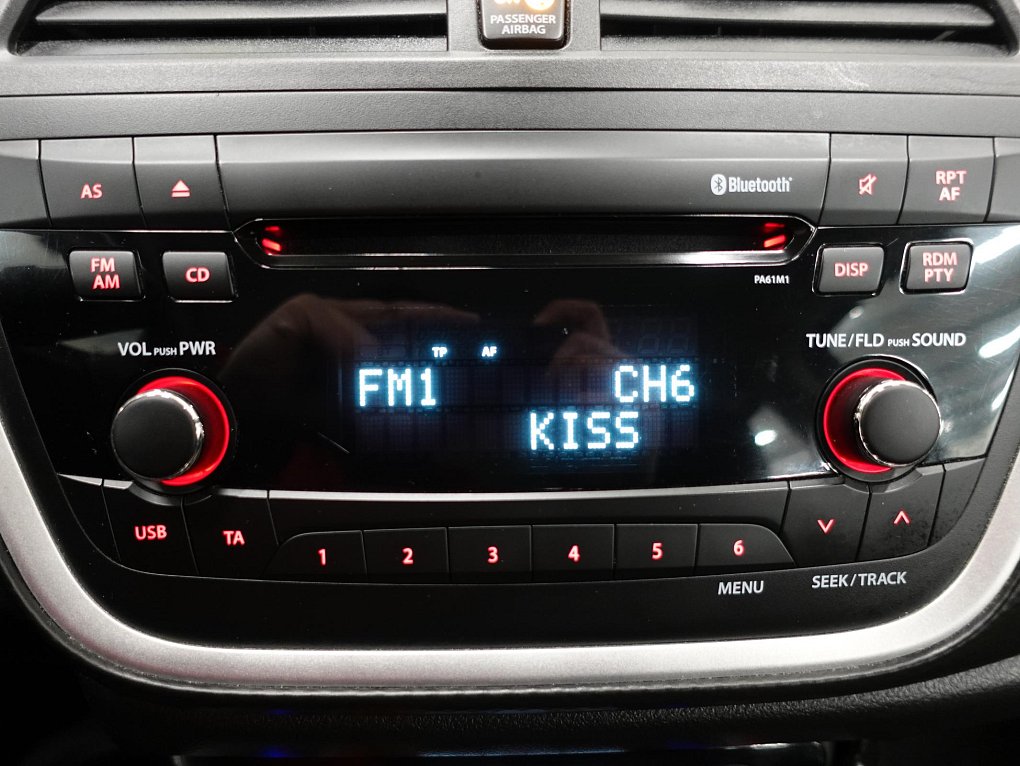 PASSENGER
AIRBAG
AS
Bluetooth
RPT
AF
FM
AM
CD
PA61M1
DISP
RDM
PTY
VOL PUSH PWR
TUNE/FLD PUSH SOUND
TP AF
FM1 CH6
KISS
USB
TA
1 2 3 4 5 6
MENU
SEEK/TRACK